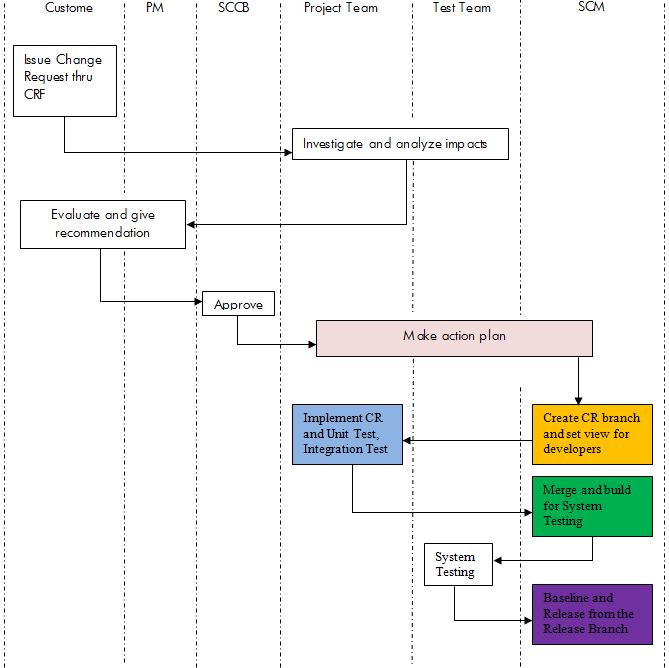 Custome PM SCCB Project Team Test Team SCM
Issue Change
Request thru
CRF
Investigate and analyze impacts
Evaluate and give
recommendation
Approve
Make action plan
Implement CR
and Unit Test,
Integration Test
Create CR branch
and set view for
developers
Merge and build
for System
Testing
System
Testing
Baseline and
Release from the
Release Branch